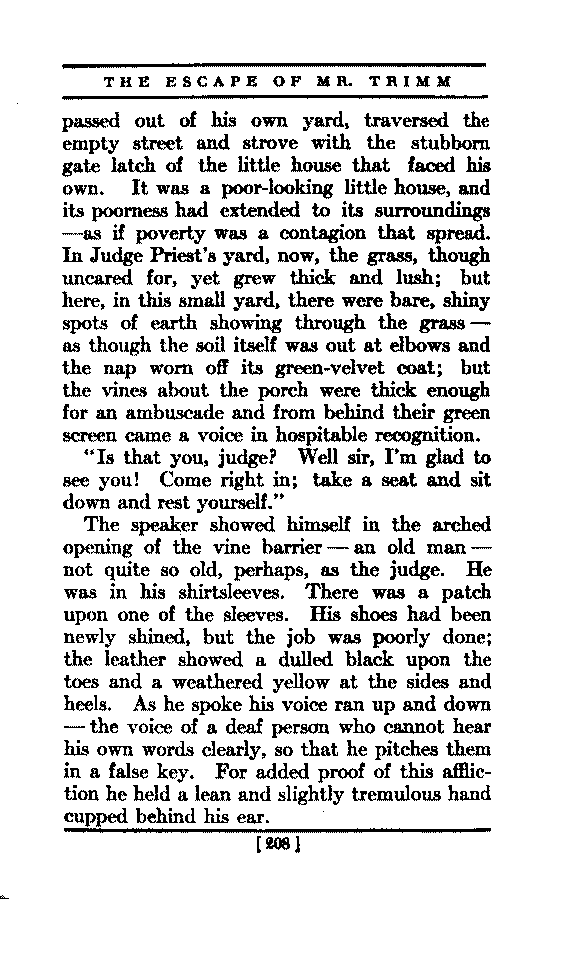 THE ESCAPE OF MR. TRIMM
passed out of his own yard, traversed the
empty street and strove with the stubborn
gate latch of the little house that faced his
own. It was a poor-looking little house, and
its poorness had extended to its surroundings
—as if poverty was a contagion that spread.
In Judge Priest's yard, now, the grass, though
uncared for, yet grew thick and lush; but
here, in this small yard, there were bare, shiny
spots of earth showing through the grass —
as though the soil itself was out at elbows and
the nap worn off its green-velvet coat; but
the vines about the porch were thick enough
for an ambuscade and from behind their green
screen came a voice in hospitable recognition.
"Is that you, judge? Well sir, I'm glad to
see you! Come right in; take a seat and sit
down and rest yourself."
The speaker showed himself in the arched
opening of the vine barrier — an old man —
not quite so old, perhaps, as the judge. He
was in his shirtsleeves. There was a patch
upon one of the sleeves. His shoes had been
newly shined, but the job was poorly done;
the leather showed a dulled black upon the
toes and a weathered yellow at the sides and
heels. As he spoke his voice ran up and down
— the voice of a deaf person who cannot hear
his own words clearly, so that he pitches them
in a false key. For added proof of this afflic-
tion he held a lean and slightly tremulous hand
cupped behind his ear.
[ 208 ]